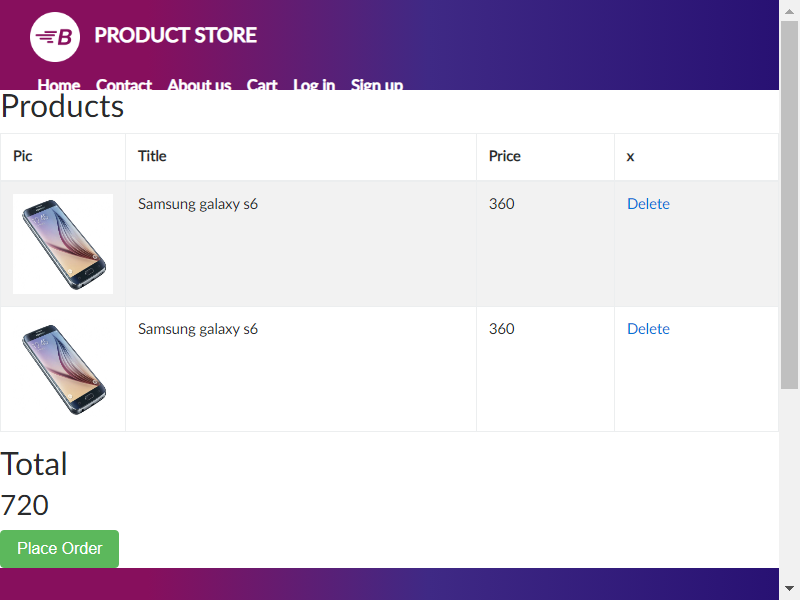 B PRODUCT STORE
Home Contact About us Cart Log in Sign up
Products
Pic Title Price x
Samsung galaxy s6 360 Delete
Samsung galaxy s6 360 Delete
Total
720
Place Order